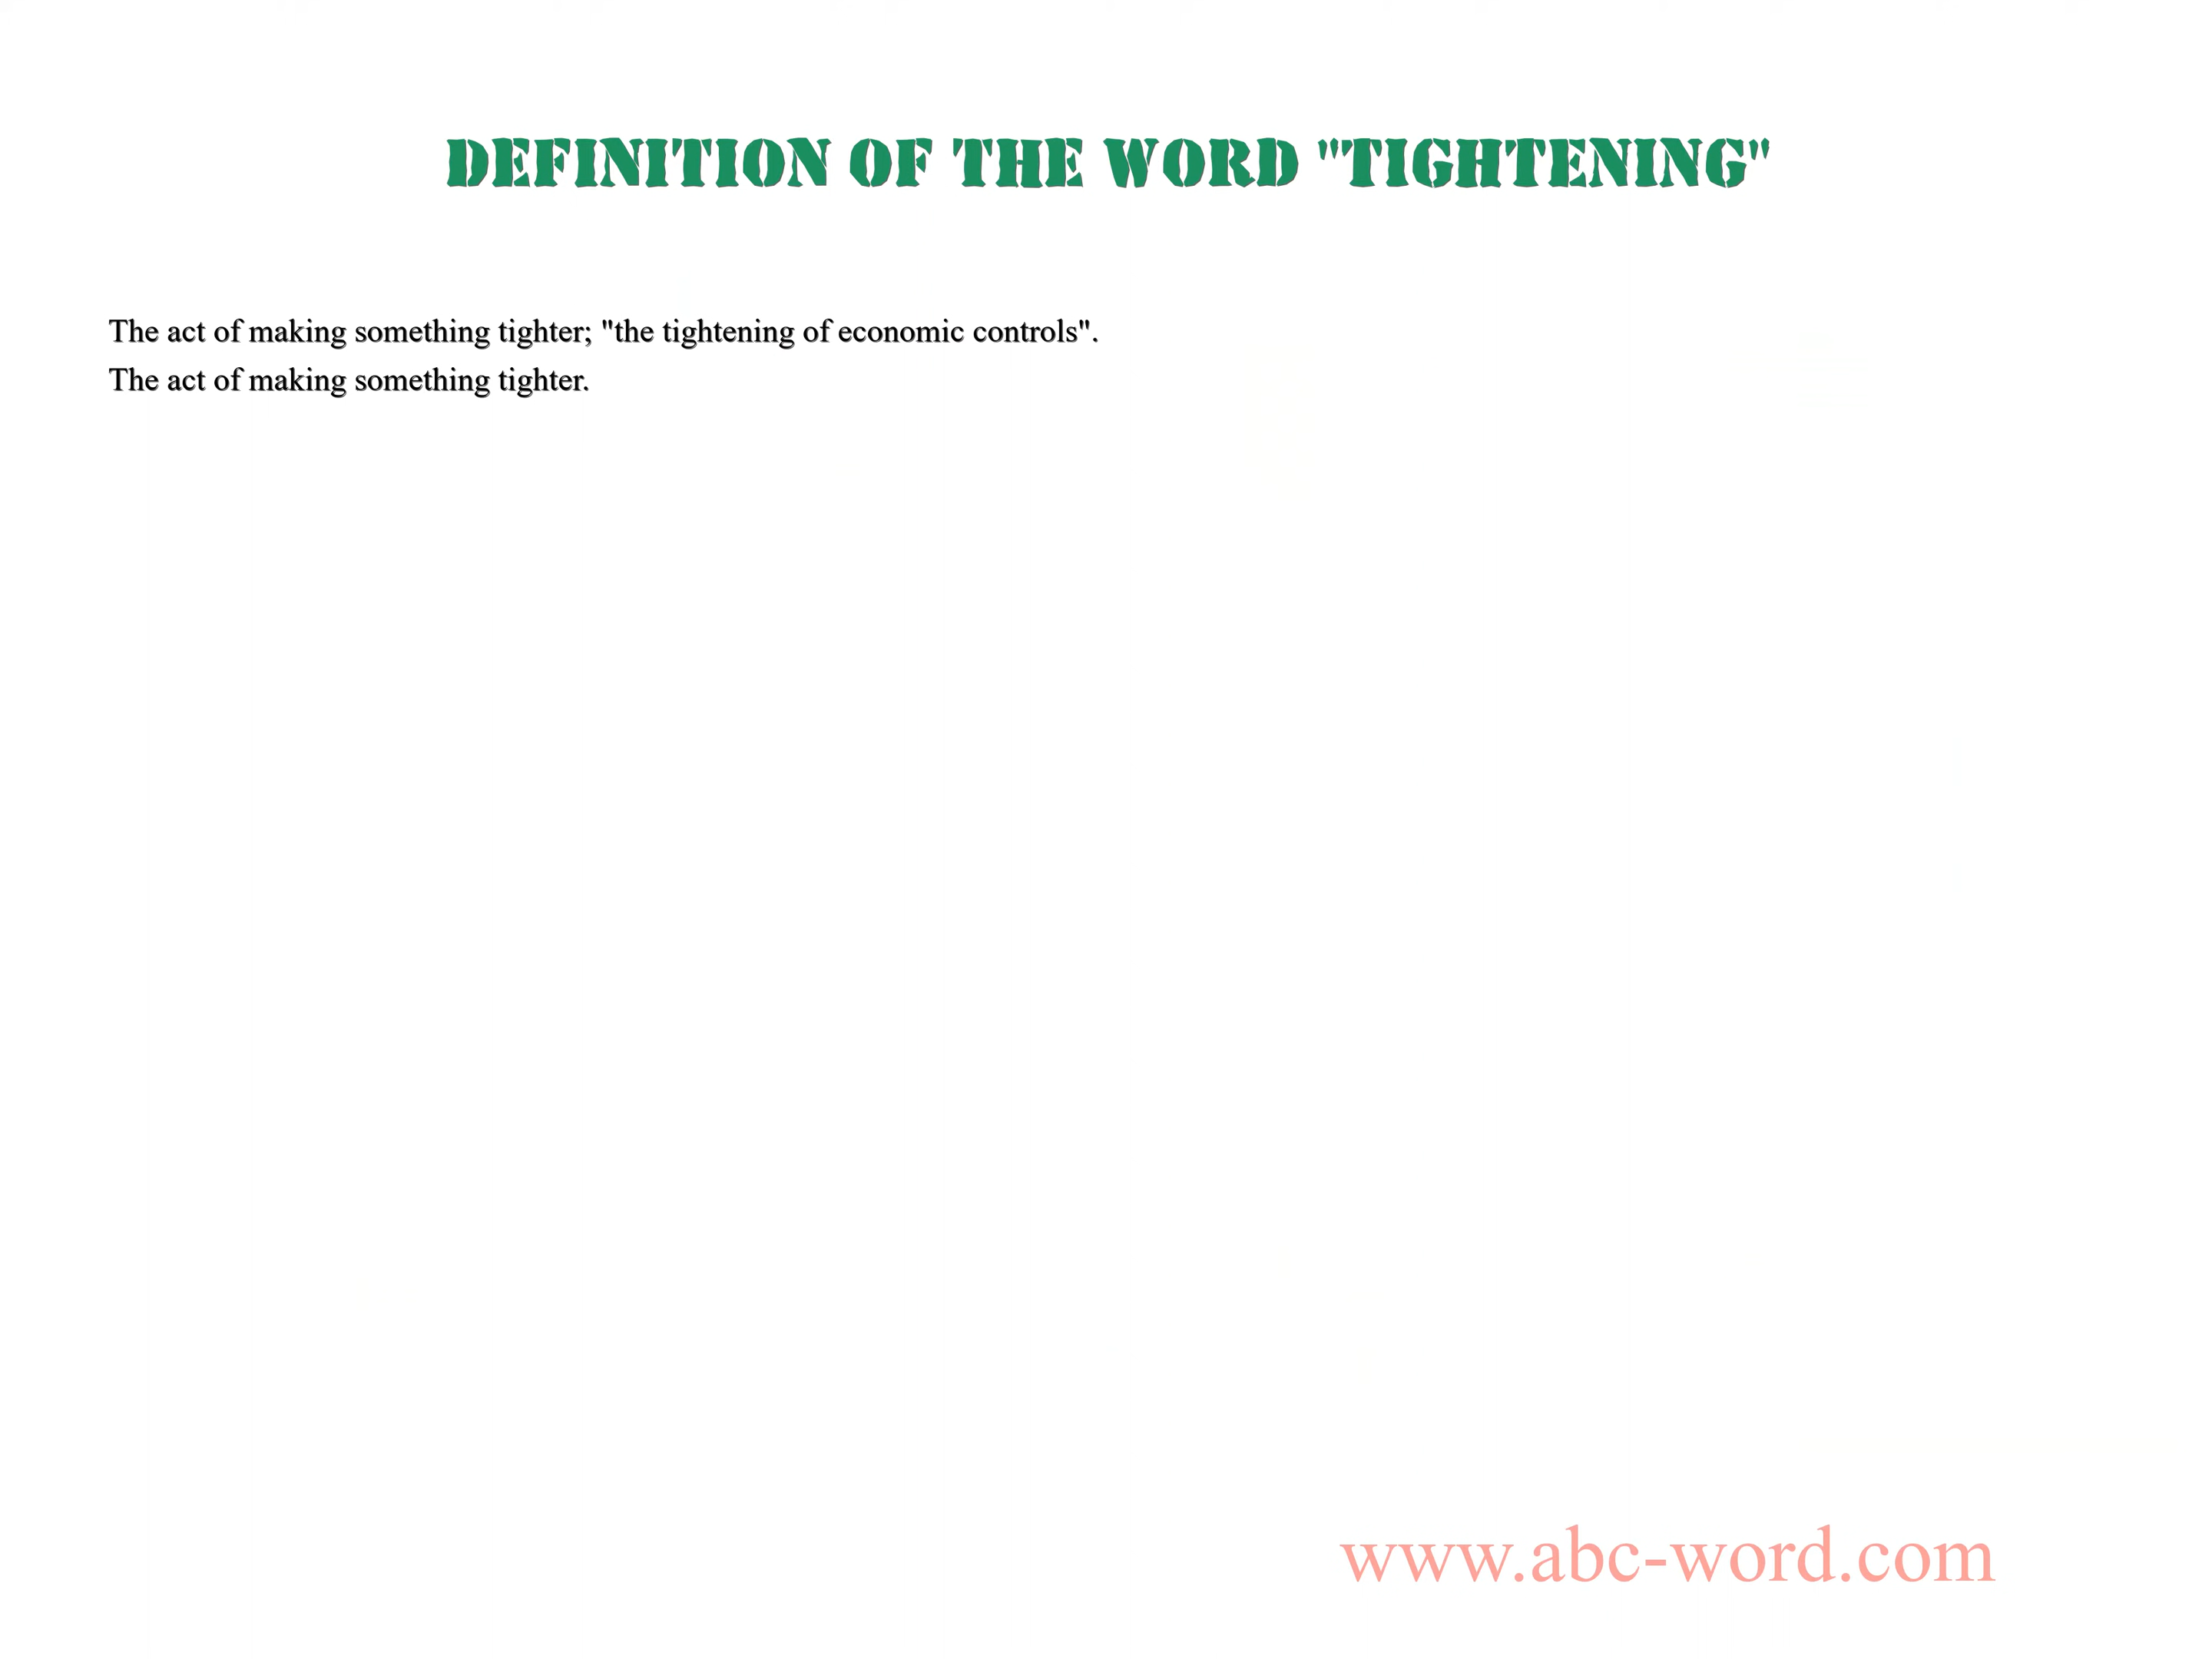 DEFINITION OF THE WORD "TIGHTENING"
The act of making something tighter; "the tightening of economic controls".
The act of making something tighter.
www.abc-word.com